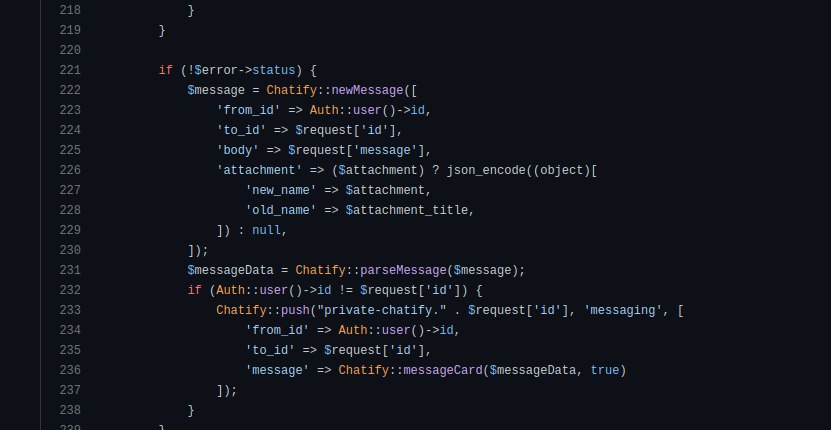 218 }
219 }
220
221 if (!$error->status) {
222 $message = Chatify::newMessage([
223 'from_id' => Auth::user()->id,
224 'to_id' => $request['id'],
225 'body' => $request['message'],
226 'attachment' => ($attachment) ? json_encode((object)[
227 'new_name' => $attachment,
228 'old_name' => $attachment_title,
229 ]) : null,
230 ]);
231 $messageData = Chatify::parseMessage($message);
232 if (Auth::user()->id != $request['id']) {
233 Chatify::push("private-chatify." . $request['id'], 'messaging', [
234 'from_id' => Auth::user()->id,
235 'to_id' => $request['id'],
236 'message' => Chatify::messageCard($messageData, true)
237 ]);
238 }
239 }